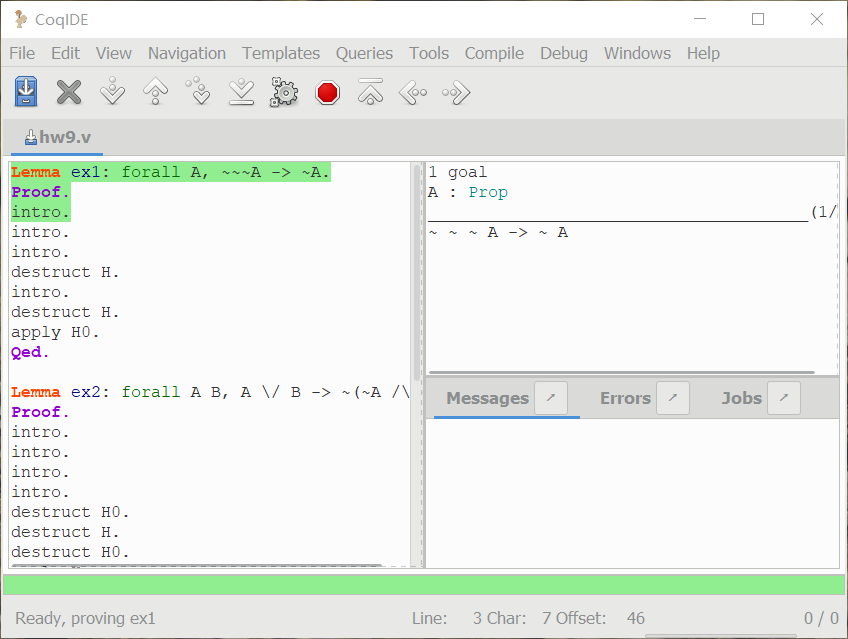 CoqIDE
File Edit View Navigation Templates Queries Tools Compile Debug Windows Help
hw9.v
Lemma ex1: forall A, ~~~A -> ~A.
Proof.
intro.
intro.
intro.
destruct H.
intro.
destruct H.
apply H0.
Qed.
Lemma ex2: forall A B, A \/ B -> ~(~A /\
Proof.
intro.
intro.
intro.
intro.
destruct H0.
destruct H.
destruct H0.
1 goal
A : Prop
(1/
~ ~ ~ A -> ~ A
Messages Errors Jobs
Ready, proving ex1
Line: 3 Char: 7 Offset: 46
0 / 0